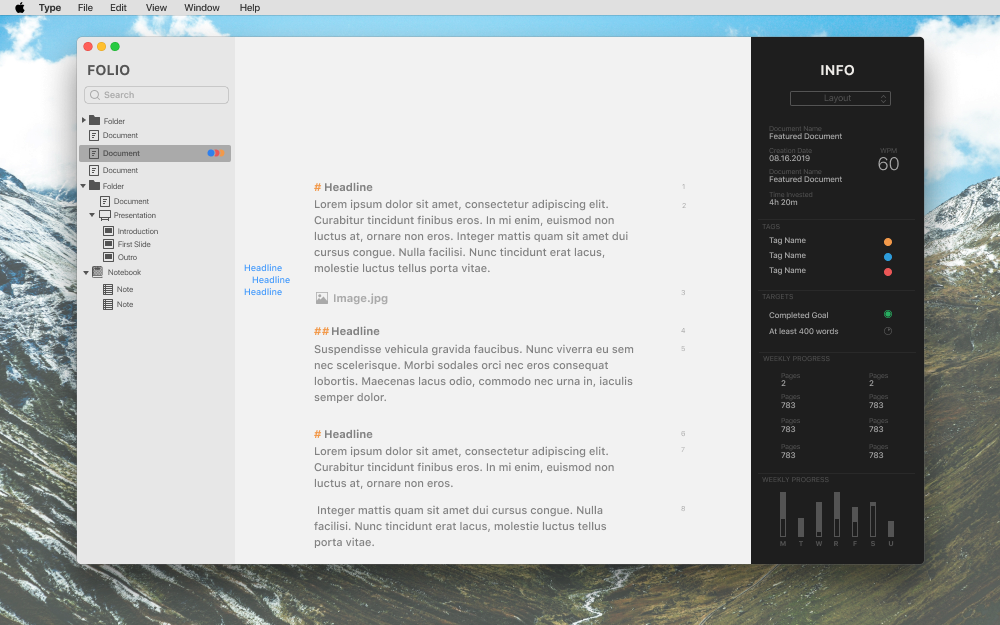 Type File Edit View Window Help
FOLIO
Search
Folder
Document
Document
Document
Folder
Document
Presentation
Introduction
First Slide
Outro
Notebook
Note
Note
Headline
Headline
Headline
# Headline 1
Lorem ipsum dolor sit amet, consectetur adipiscing elit. 2
Curabitur tincidunt finibus eros. In mi enim, euismod non
luctus at, ornare non eros. Integer mattis quam sit amet dui
cursus congue. Nulla facilisi. Nunc tincidunt erat lacus,
molestie luctus tellus porta vitae.
Image.jpg 3
## Headline 4
Suspendisse vehicula gravida faucibus. Nunc viverra eu sem 5
nec scelerisque. Morbi sodales orci nec eros consequat
lobortis. Maecenas lacus odio, commodo nec urna in, iaculis
semper dolor.
# Headline 6
Lorem ipsum dolor sit amet, consectetur adipiscing elit. 7
Curabitur tincidunt finibus eros. In mi enim, euismod non
luctus at, ornare non eros.
Integer mattis quam sit amet dui cursus congue. Nulla 8
facilisi. Nunc tincidunt erat lacus, molestie luctus tellus
porta vitae.
INFO
Layout
Document Name
Featured Document
Creation Date
08.16.2019
WPM
60
Document Name
Featured Document
Time Invested
4h 20m
TAGS
Tag Name
Tag Name
Tag Name
TARGETS
Completed Goal
At least 400 words
WEEKLY PROGRESS
Pages Pages
2 2
Pages Pages
783 783
Pages Pages
783 783
Pages Pages
783 783
WEEKLY PROGRESS
M T W R F S U